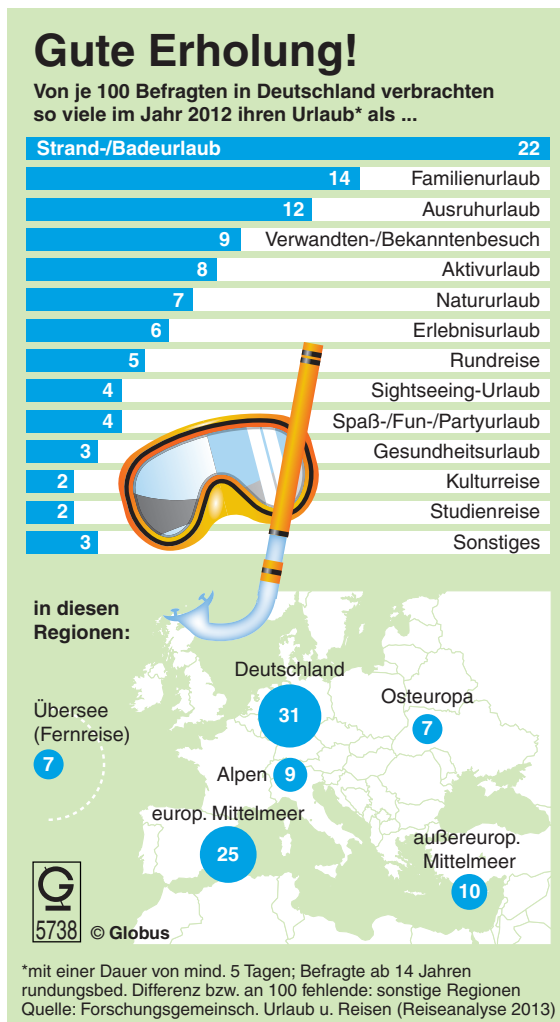 Gute Erholung!
Von je 100 Befragten in Deutschland verbrachten
so viele im Jahr 2012 ihren Urlaub* als ...
Strand-/Badeurlaub 22
14 Familienurlaub
12 Ausruhurlaub
9 Verwandten-/Bekanntenbesuch
8 Aktivurlaub
7 Natururlaub
6 Erlebnisurlaub
5 Rundreise
4 Sightseeing-Urlaub
4 Spaß-/Fun-/Partyurlaub
3 Gesundheitsurlaub
2 Kulturreise
2 Studienreise
3 Sonstiges
in diesen
Regionen:
Deutschland
31
Osteuropa
7
Übersee
(Fernreise)
7
Alpen 9
europ. Mittelmeer
25
außereurop.
Mittelmeer
10
G
5738 © Globus
*mit einer Dauer von mind. 5 Tagen; Befragte ab 14 Jahren
rundungsbed. Differenz bzw. an 100 fehlende: sonstige Regionen
Quelle: Forschungsgemeinsch. Urlaub u. Reisen (Reiseanalyse 2013)